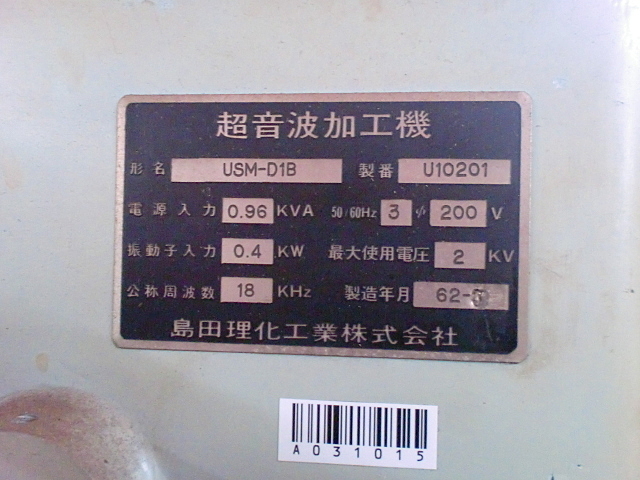 超音波加工機
形名 USM-D1B 製番 U10201
電源入力 0.96 KVA 50/60Hz 3 φ 200 V
振動子入力 0.4 KW 最大使用電圧 2 KV
公称周波数 18 KHz 製造年月 62-
島田理化工業株式会社
A031015